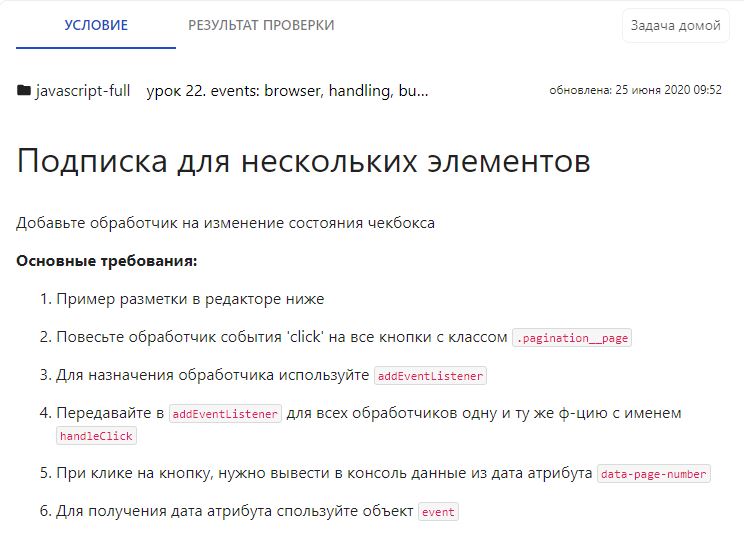 УСЛОВИЕ РЕЗУЛЬТАТ ПРОВЕРКИ Задача домой
javascript-full урок 22. events: browser, handling, bu... обновлена: 25 июня 2020 09:52
Подписка для нескольких элементов
Добавьте обработчик на изменение состояния чекбокса
Основные требования:
1. Пример разметки в редакторе ниже
2. Повесьте обработчик события 'click' на все кнопки с классом .pagination__page
3. Для назначения обработчика используйте addEventListener
4. Передавайте в addEventListener для всех обработчиков одну и ту же ф-цию с именем
handleClick
5. При клике на кнопку, нужно вывести в консоль данные из дата атрибута data-page-number
6. Для получения дата атрибута спользуйте объект event